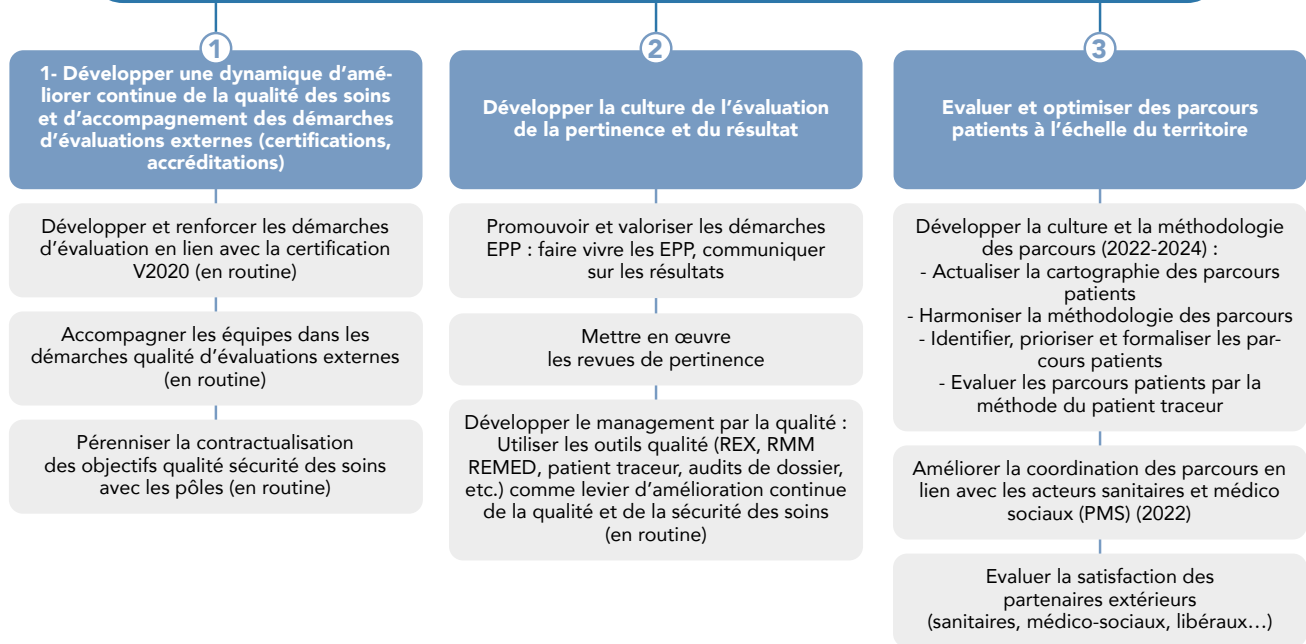 1
1- Développer une dynamique d’amé-
liorer continue de la qualité des soins
et d’accompagnement des démarches
d’évaluations externes (certifications,
accréditations)
Développer et renforcer les démarches
d’évaluation en lien avec la certification
V2020 (en routine)
Accompagner les équipes dans les
démarches qualité d’évaluations externes
(en routine)
Pérenniser la contractualisation
des objectifs qualité sécurité des soins
avec les pôles (en routine)
2
Développer la culture de l’évaluation
de la pertinence et du résultat
Promouvoir et valoriser les démarches
EPP : faire vivre les EPP, communiquer
sur les résultats
Mettre en œuvre
les revues de pertinence
Développer le management par la qualité :
Utiliser les outils qualité (REX, RMM
REMED, patient traceur, audits de dossier,
etc.) comme levier d’amélioration continue
de la qualité et de la sécurité des soins
(en routine)
3
Evaluer et optimiser des parcours
patients à l’échelle du territoire
Développer la culture et la méthodologie
des parcours (2022-2024) :
- Actualiser la cartographie des parcours
patients
- Harmoniser la méthodologie des parcours
- Identifier, prioriser et formaliser les par-
cours patients
- Evaluer les parcours patients par la
méthode du patient traceur
Améliorer la coordination des parcours en
lien avec les acteurs sanitaires et médico
sociaux (PMS) (2022)
Evaluer la satisfaction des
partenaires extérieurs
(sanitaires, médico-sociaux, libéraux…)